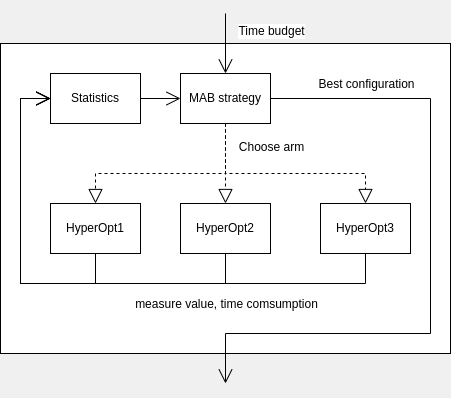 Time budget
Best configuration
Statistics
MAB strategy
Choose arm
HyperOpt1
HyperOpt2
HyperOpt3
measure value, time comsumption